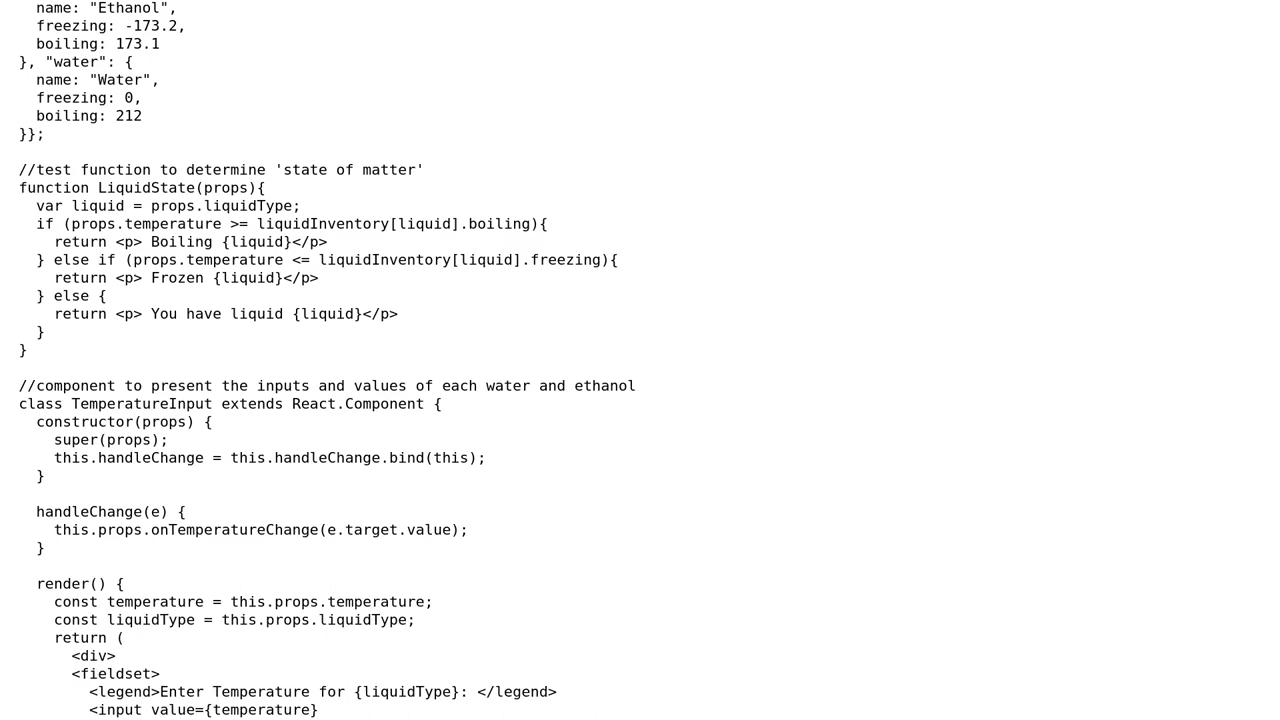 name: "Ethanol",
freezing: -173.2,
boiling: 173.1
}, "water": {
name: "Water",
freezing: 0,
boiling: 212
}};
//test function to determine 'state of matter'
function LiquidState(props){
var liquid = props.liquidType;
if (props.temperature >= liquidInventory[liquid].boiling){
return <p> Boiling {liquid}</p>
} else if (props.temperature <= liquidInventory[liquid].freezing){
return <p> Frozen {liquid}</p>
} else {
return <p> You have liquid {liquid}</p>
}
}
//component to present the inputs and values of each water and ethanol
class TemperatureInput extends React.Component {
constructor(props) {
super(props);
this.handleChange = this.handleChange.bind(this);
}
handleChange(e) {
this.props.onTemperatureChange(e.target.value);
}
render() {
const temperature = this.props.temperature;
const liquidType = this.props.liquidType;
return (
<div>
<fieldset>
<legend>Enter Temperature for {liquidType}: </legend>
<input value={temperature}